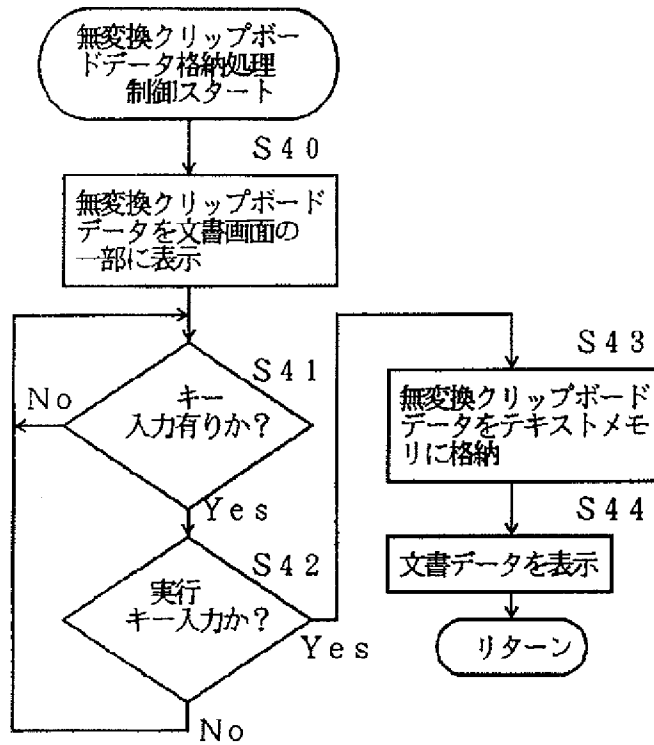 無変換クリップボー
ドデータ格納処理
制御スタート
S40
無変換クリップボード
データを文書画面の
一部に表示
S41
キー
入力有りか?
No
Yes
S42
実行
キー入力か?
Yes
No
S43
無変換クリップボード
データをテキストメモ
リに格納
S44
文書データを表示
リターン